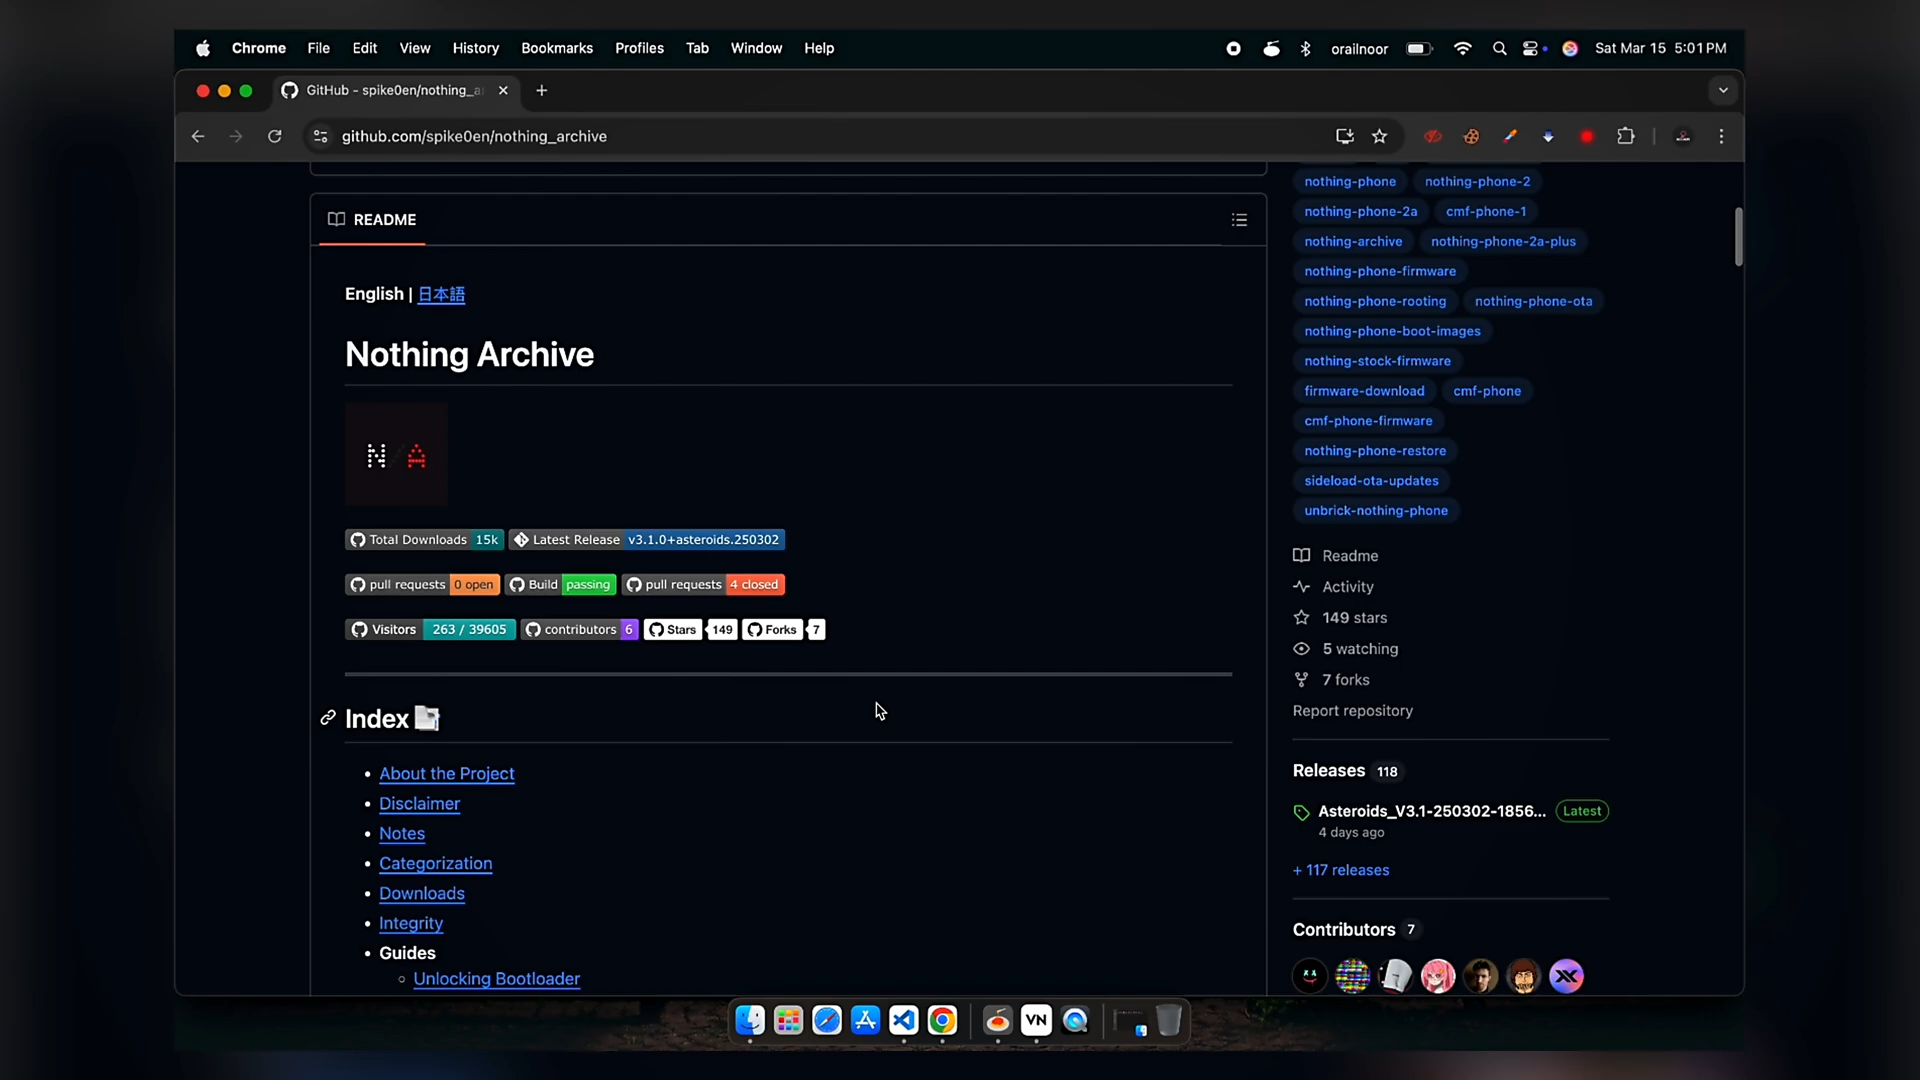 Chrome File Edit View History Bookmarks Profiles Tab Window Help
orailnoor Sat Mar 15 5:01 PM
GitHub - spike0en/nothing_a
github.com/spike0en/nothing_archive
README
English | 日本語
Nothing Archive
N/A
Total Downloads 15k Latest Release v3.1.0+asteroids.250302
pull requests 0 open Build passing pull requests 4 closed
Visitors 263 / 39605 contributors 6 Stars 149 Forks 7
Index
About the Project
Disclaimer
Notes
Categorization
Downloads
Integrity
Guides
Unlocking Bootloader
nothing-phone nothing-phone-2
nothing-phone-2a cmf-phone-1
nothing-archive nothing-phone-2a-plus
nothing-phone-firmware
nothing-phone-rooting nothing-phone-ota
nothing-phone-boot-images
nothing-stock-firmware
firmware-download cmf-phone
cmf-phone-firmware
nothing-phone-restore
sideload-ota-updates
unbrick-nothing-phone
Readme
Activity
149 stars
5 watching
7 forks
Report repository
Releases 118
Asteroids_V3.1-250302-1856... Latest
4 days ago
+ 117 releases
Contributors 7
VN